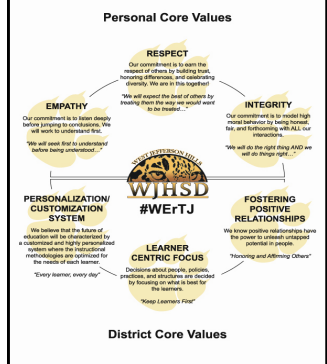 Personal Core Values
RESPECT
Our commitment is to earn the
respect of others by building trust,
honoring differences, and celebrating
diversity. We are in this together!
"We will expect the best of others by
treating them the way we would want
to be treated…"
EMPATHY
Our commitment is to listen deeply
before jumping to conclusions. We
will work to understand first.
"We will seek first to understand
before being understood…"
INTEGRITY
Our commitment is to model high
moral behavior by being honest,
fair, and forthcoming with ALL our
interactions.
"We will do the right thing AND we
will do things right…"
WEST JEFFERSON HILLS
WJHSD
#WErTJ
PERSONALIZATION/
CUSTOMIZATION
SYSTEM
We believe that the future of
education will be characterized by
a customized and highly personalized
system where the instructional
methodologies are optimized for
the needs of each learner.
"Every learner, every day"
LEARNER
CENTRIC FOCUS
Decisions about people, policies,
practices, and structures are decided
by focusing on what is best for
the learners.
"Keep Learners First"
FOSTERING
POSITIVE
RELATIONSHIPS
We know positive relationships have
the power to unleash untapped
potential in people.
"Honoring and Affirming Others"
District Core Values